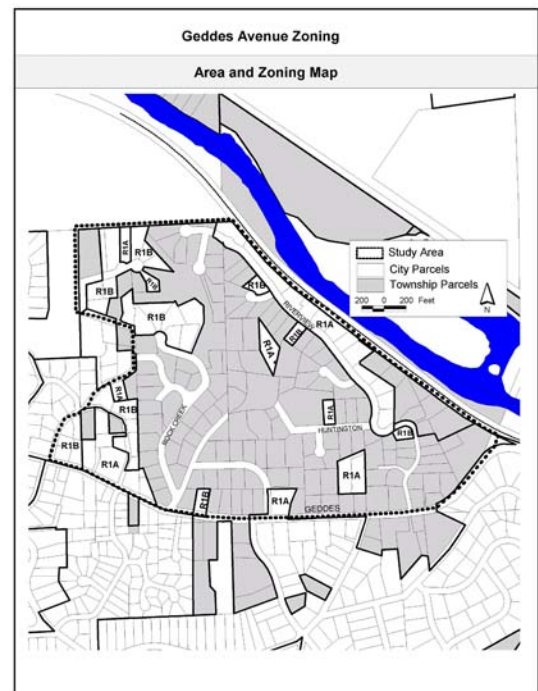 Geddes Avenue Zoning
Area and Zoning Map
Study Area
City Parcels
Township Parcels
200 0 200 Feet
N
R1A
R1B
R1B
R1B
R1B
R1B
RIVERVIEW
R1A
R1B
R1A
R1A
R1B
ROCK CREEK
R1A
HUNTINGTON
R1B
R1B
R1A
R1A
R1B
R1A
GEDDES